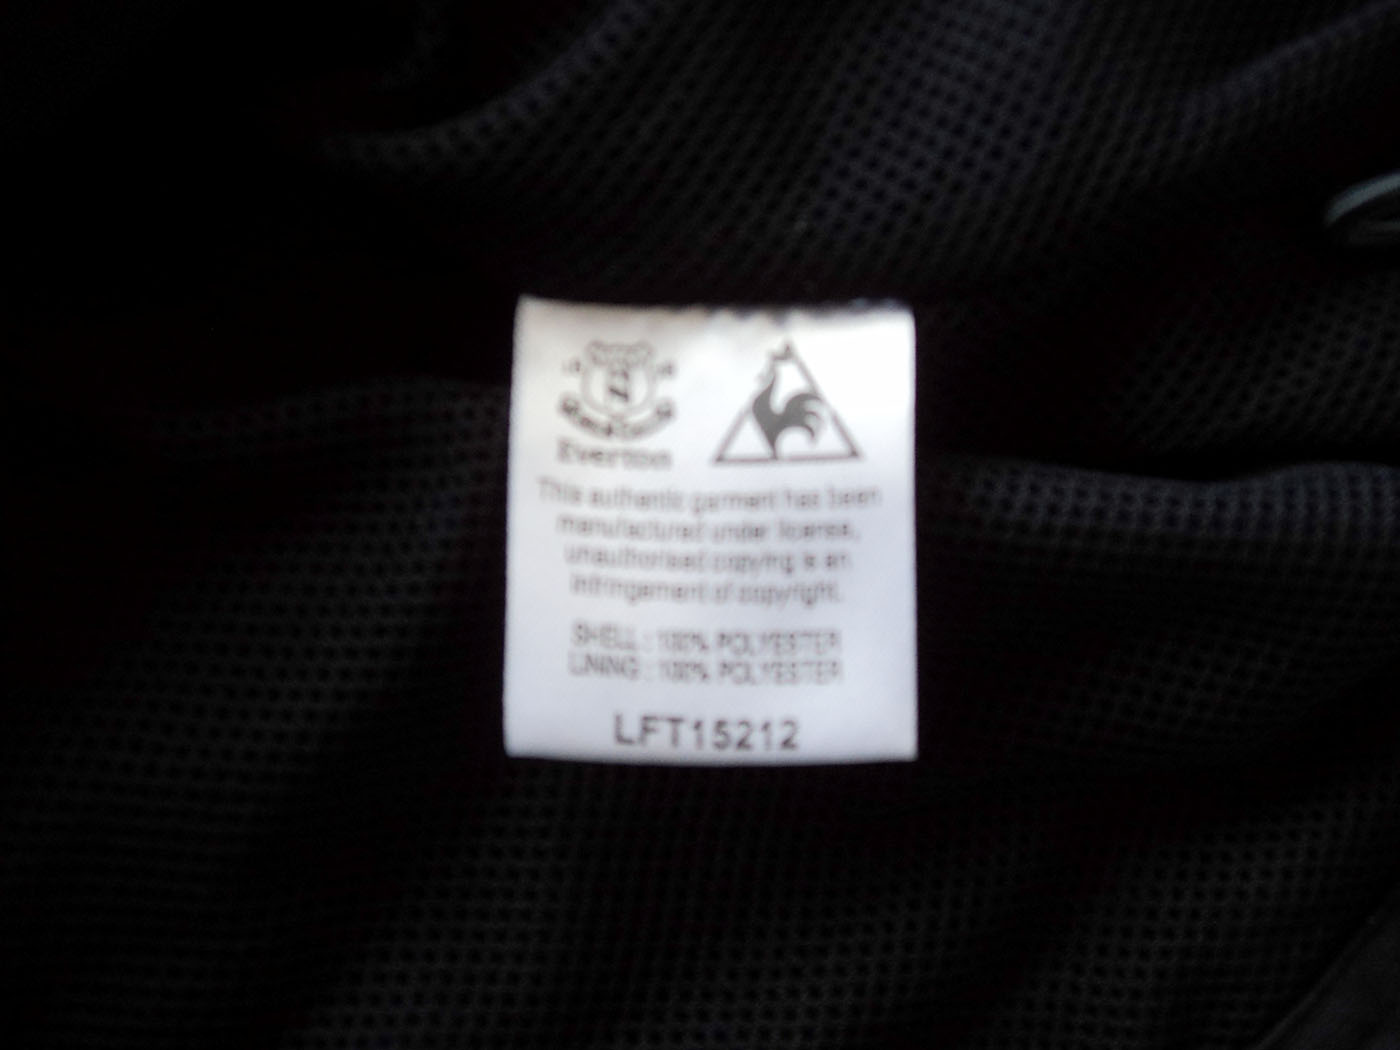 Everton
This authentic garment has been
manufactured under license,
unauthorised copying is an
infringement of copyright.
SHELL : 100% POLYESTER
LINING : 100% POLYESTER
LFT15212